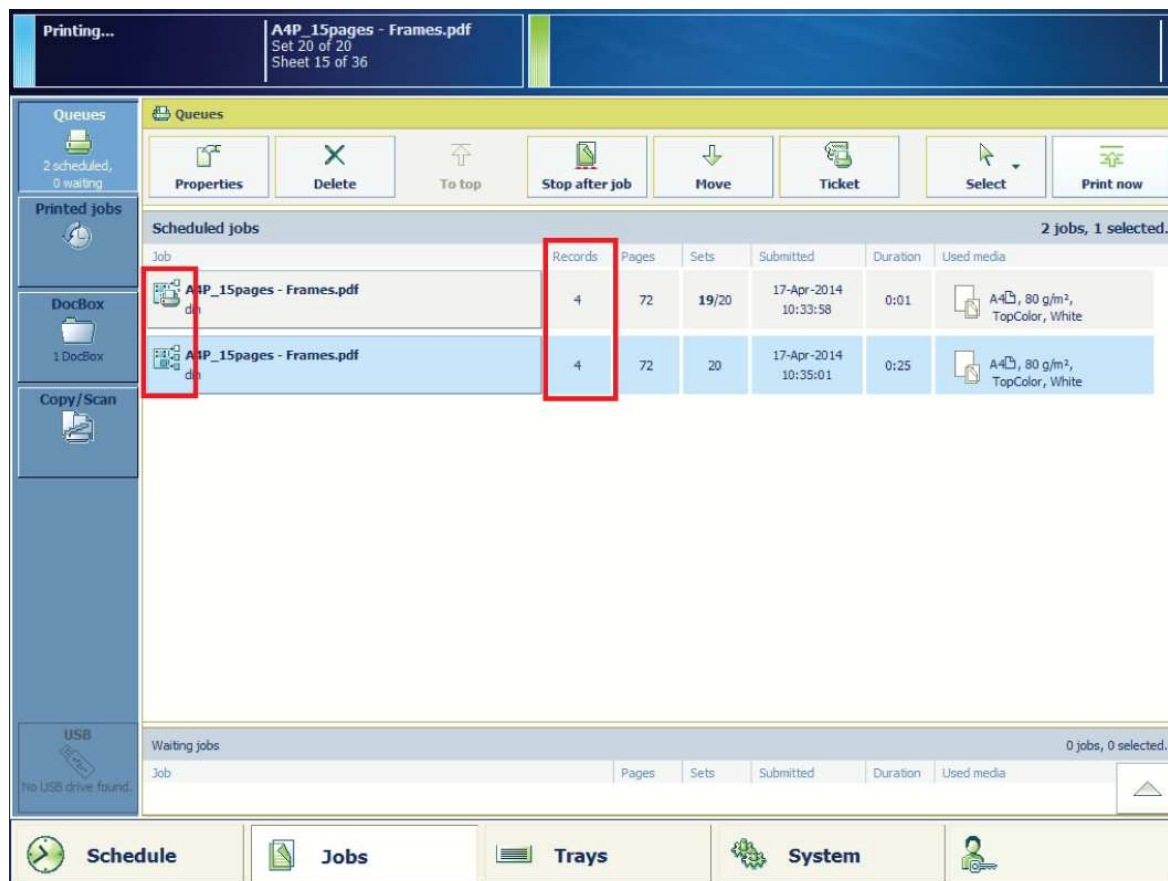 Printing...
A4P_15pages - Frames.pdf
Set 20 of 20
Sheet 15 of 36
Queues
2 scheduled,
0 waiting
Printed jobs
DocBox
1 DocBox
Copy/Scan
USB
No USB drive found.
Queues
Properties
Delete
To top
Stop after job
Move
Ticket
Select
Print now
Scheduled jobs
2 jobs, 1 selected.
Job Records Pages Sets Submitted Duration Used media
A4P_15pages - Frames.pdf
4 72 19/20 17-Apr-2014 10:33:58 0:01
A4, 80 g/m²,
TopColor, White
A4P_15pages - Frames.pdf
4 72 20 17-Apr-2014 10:35:01 0:25
A4, 80 g/m²,
TopColor, White
Waiting jobs
0 jobs, 0 selected.
Job Pages Sets Submitted Duration Used media
Schedule
Jobs
Trays
System